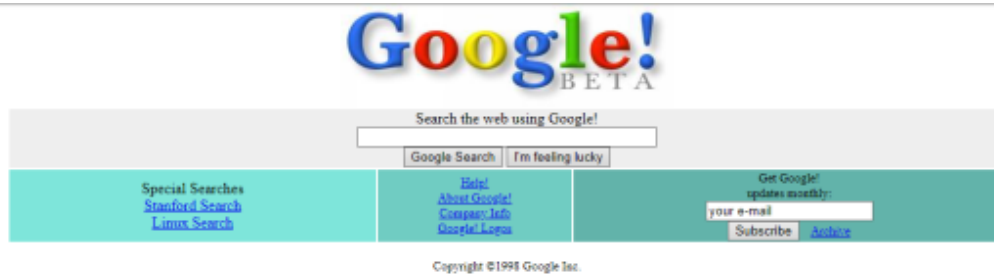 Google!
BETA
Search the web using Google!
Google Search I'm feeling lucky
Special Searches
Stanford Search
Linux Search
Help!
About Google!
Company Info
Google! Logos
Get Google!
updates monthly:
your e-mail
Subscribe Archive
Copyright ©1998 Google Inc.